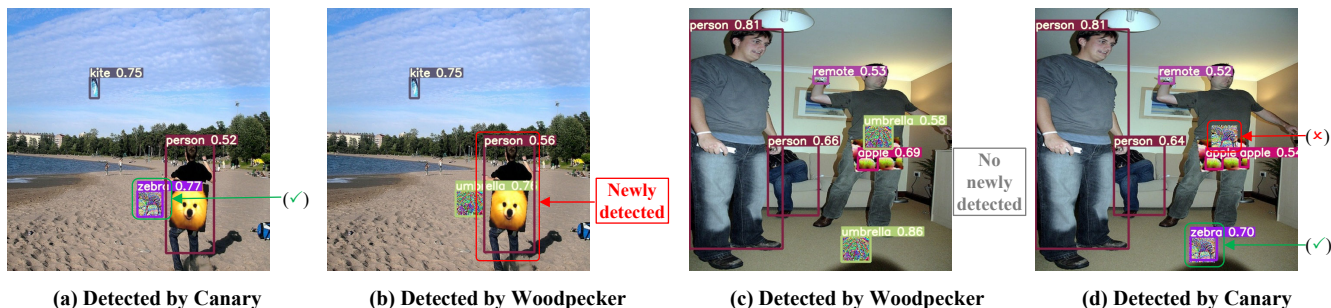 kite 0.75
person 0.52
zebra 0.77
(✓)
(a) Detected by Canary
kite 0.75
person 0.56
umbrella 0.76
Newly
detected
(b) Detected by Woodpecker
person 0.81
remote 0.53
umbrella 0.58
person 0.66
apple 0.69
umbrella 0.86
No
newly
detected
(c) Detected by Woodpecker
person 0.81
remote 0.52
(×)
person 0.64
apple apple 0.54
zebra 0.70
(✓)
(d) Detected by Canary